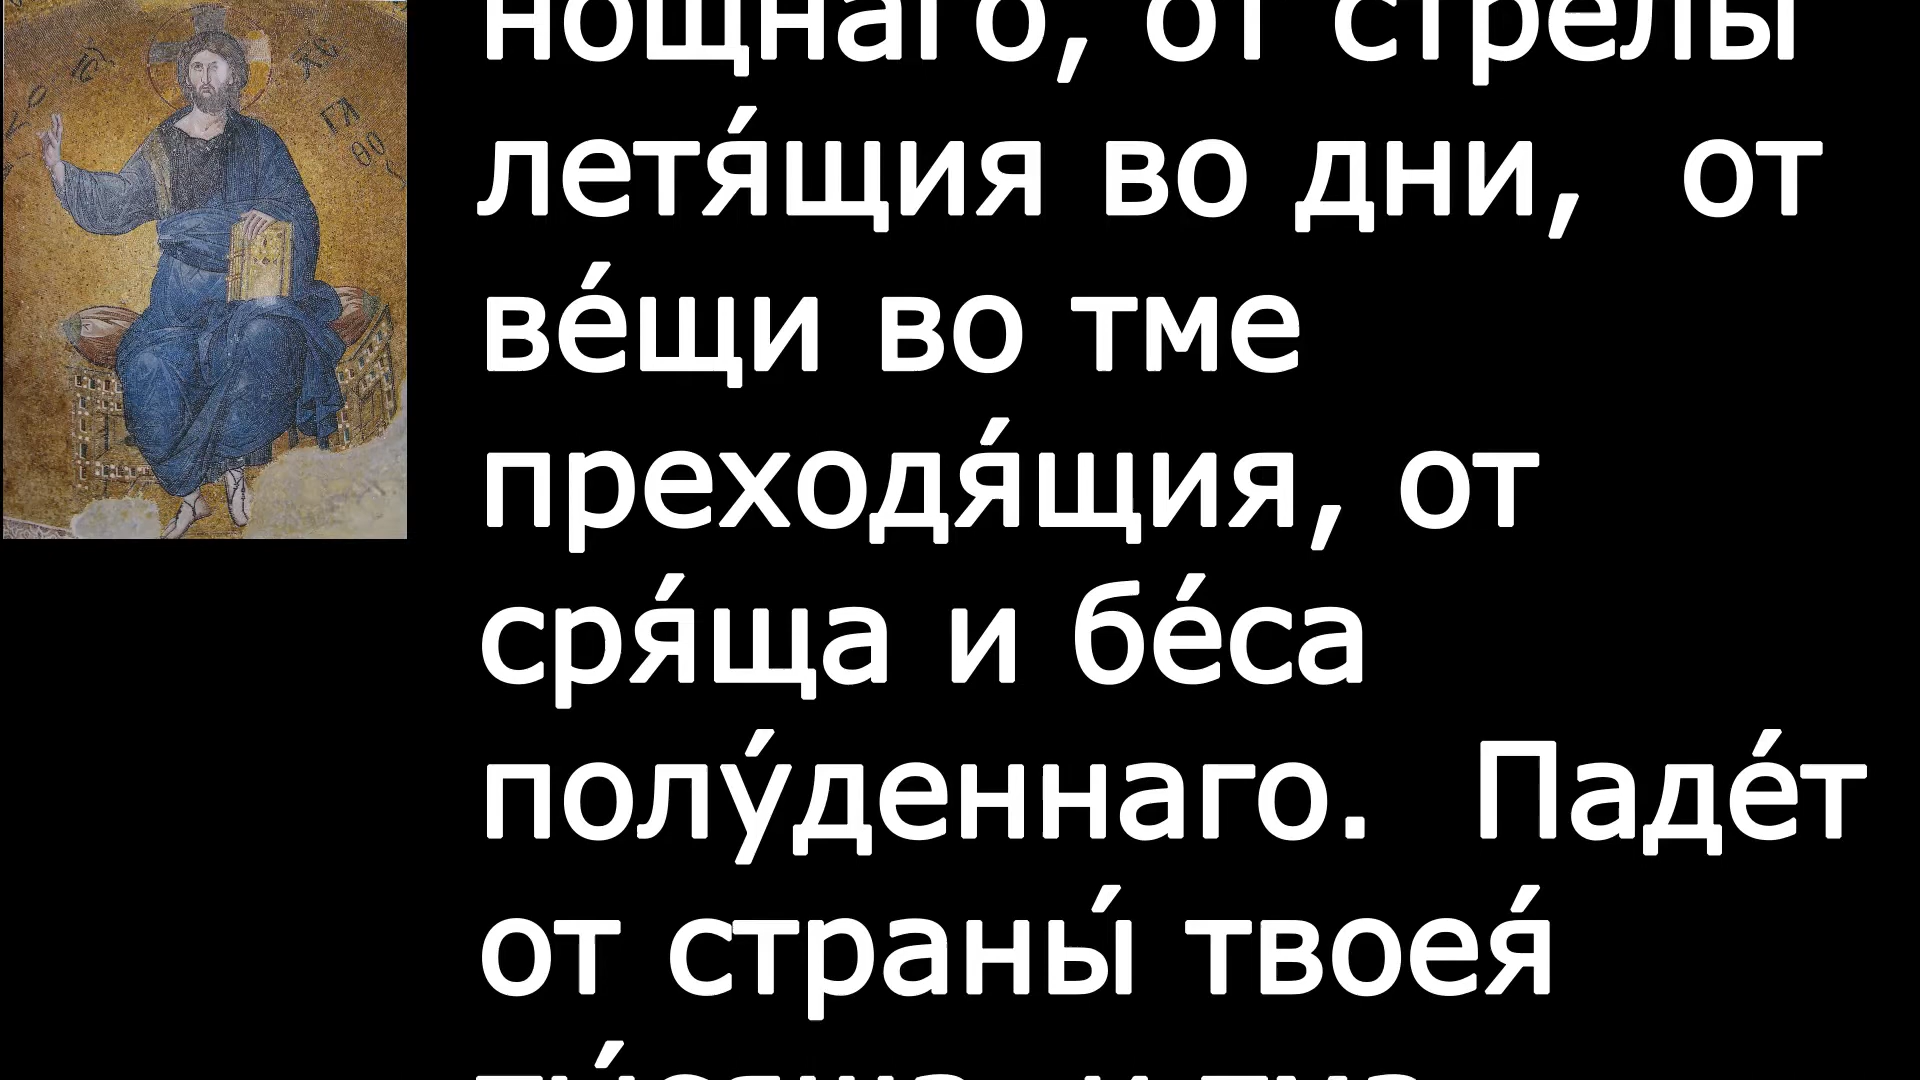 нощнаго, от стрелы
летя́щия во дни, от
ве́щи во тме
преходя́щия, от
сря́ща и бе́са
полу́деннаго. Паде́т
от страны́ твоея́